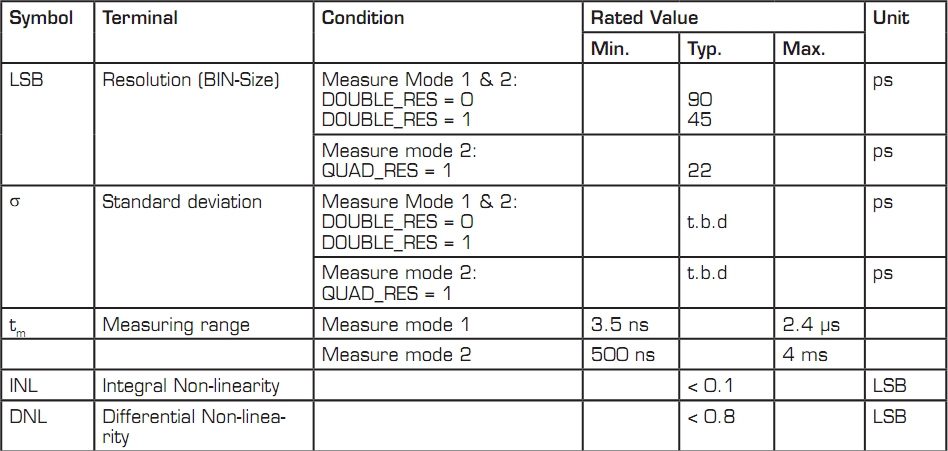 Symbol Terminal Condition Rated Value Unit
Min. Typ. Max.
LSB Resolution (BIN-Size) Measure Mode 1 & 2: ps
DOUBLE_RES = 0 90
DOUBLE_RES = 1 45
Measure mode 2: ps
QUAD_RES = 1 22
σ Standard deviation Measure Mode 1 & 2: ps
DOUBLE_RES = 0 t.b.d
DOUBLE_RES = 1
Measure mode 2: t.b.d ps
QUAD_RES = 1
tm Measuring range Measure mode 1 3.5 ns 2.4 µs
Measure mode 2 500 ns 4 ms
INL Integral Non-linearity < 0.1 LSB
DNL Differential Non-linea- < 0.8 LSB
rity